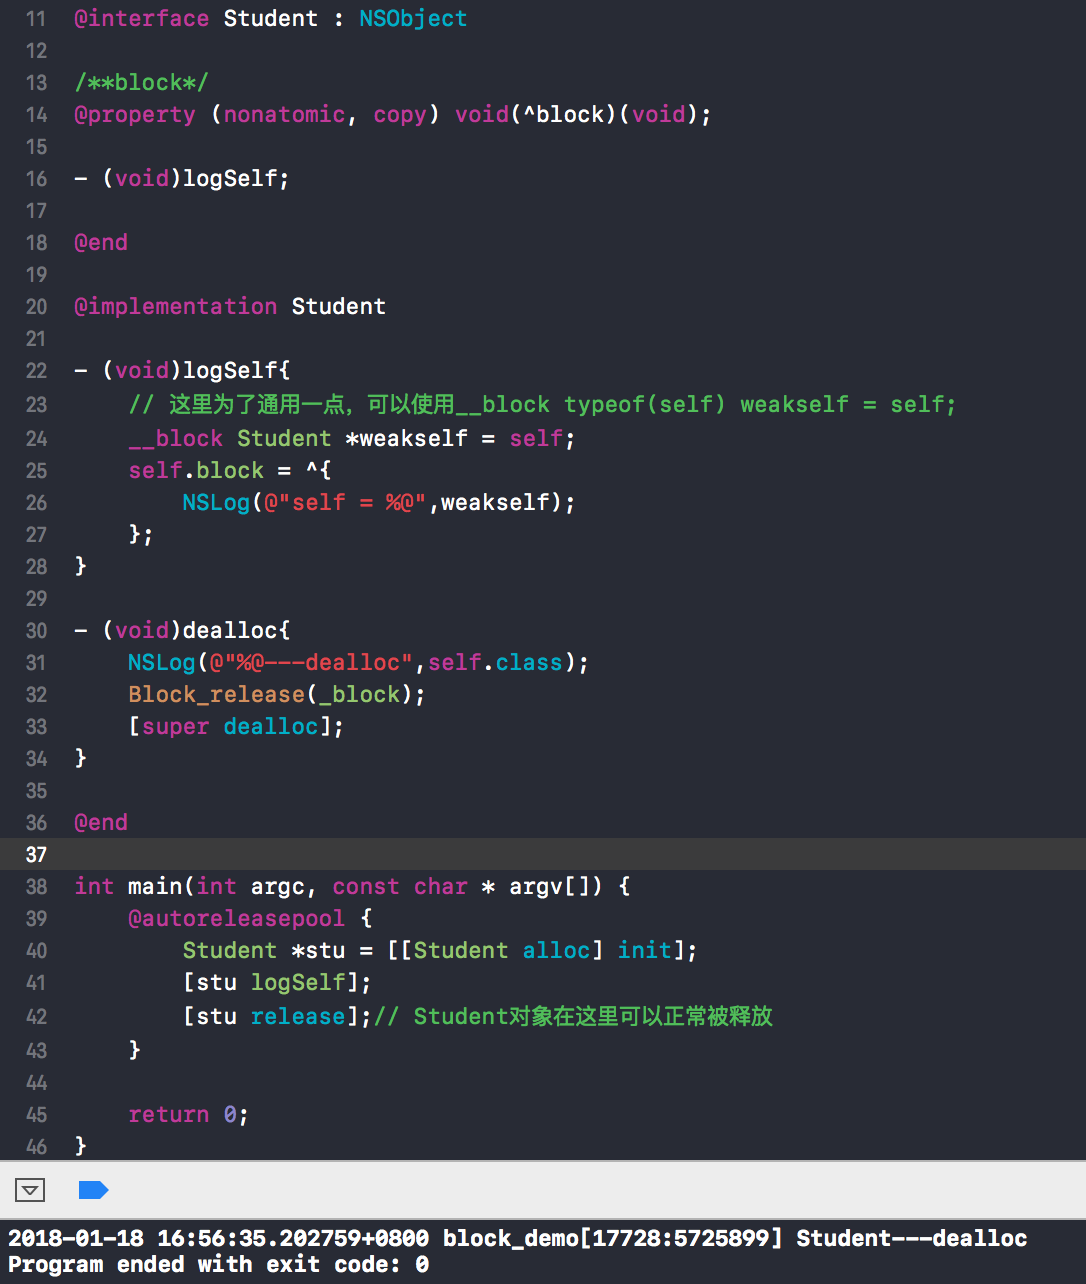 11 @interface Student : NSObject
12
13 /**block*/
14 @property (nonatomic, copy) void(^block)(void);
15
16 - (void)logSelf;
17
18 @end
19
20 @implementation Student
21
22 - (void)logSelf{
23     // 这里为了通用一点，可以使用__block typeof(self) weakself = self;
24     __block Student *weakself = self;
25     self.block = ^{
26         NSLog(@"self = %@",weakself);
27     };
28 }
29
30 - (void)dealloc{
31     NSLog(@"%@---dealloc",self.class);
32     Block_release(_block);
33     [super dealloc];
34 }
35
36 @end
37
38 int main(int argc, const char * argv[]) {
39     @autoreleasepool {
40         Student *stu = [[Student alloc] init];
41         [stu logSelf];
42         [stu release];// Student对象在这里可以正常被释放
43     }
44
45     return 0;
46 }
2018-01-18 16:56:35.202759+0800 block_demo[17728:5725899] Student---dealloc
Program ended with exit code: 0